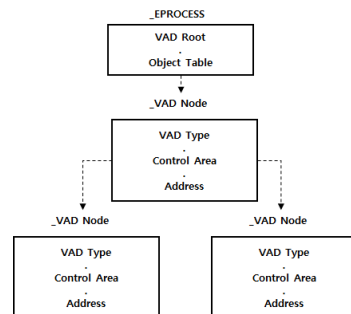 _EPROCESS
VAD Root
.
Object Table
_VAD Node
VAD Type
.
Control Area
.
Address
_VAD Node
_VAD Node
VAD Type
.
Control Area
.
Address
VAD Type
.
Control Area
.
Address